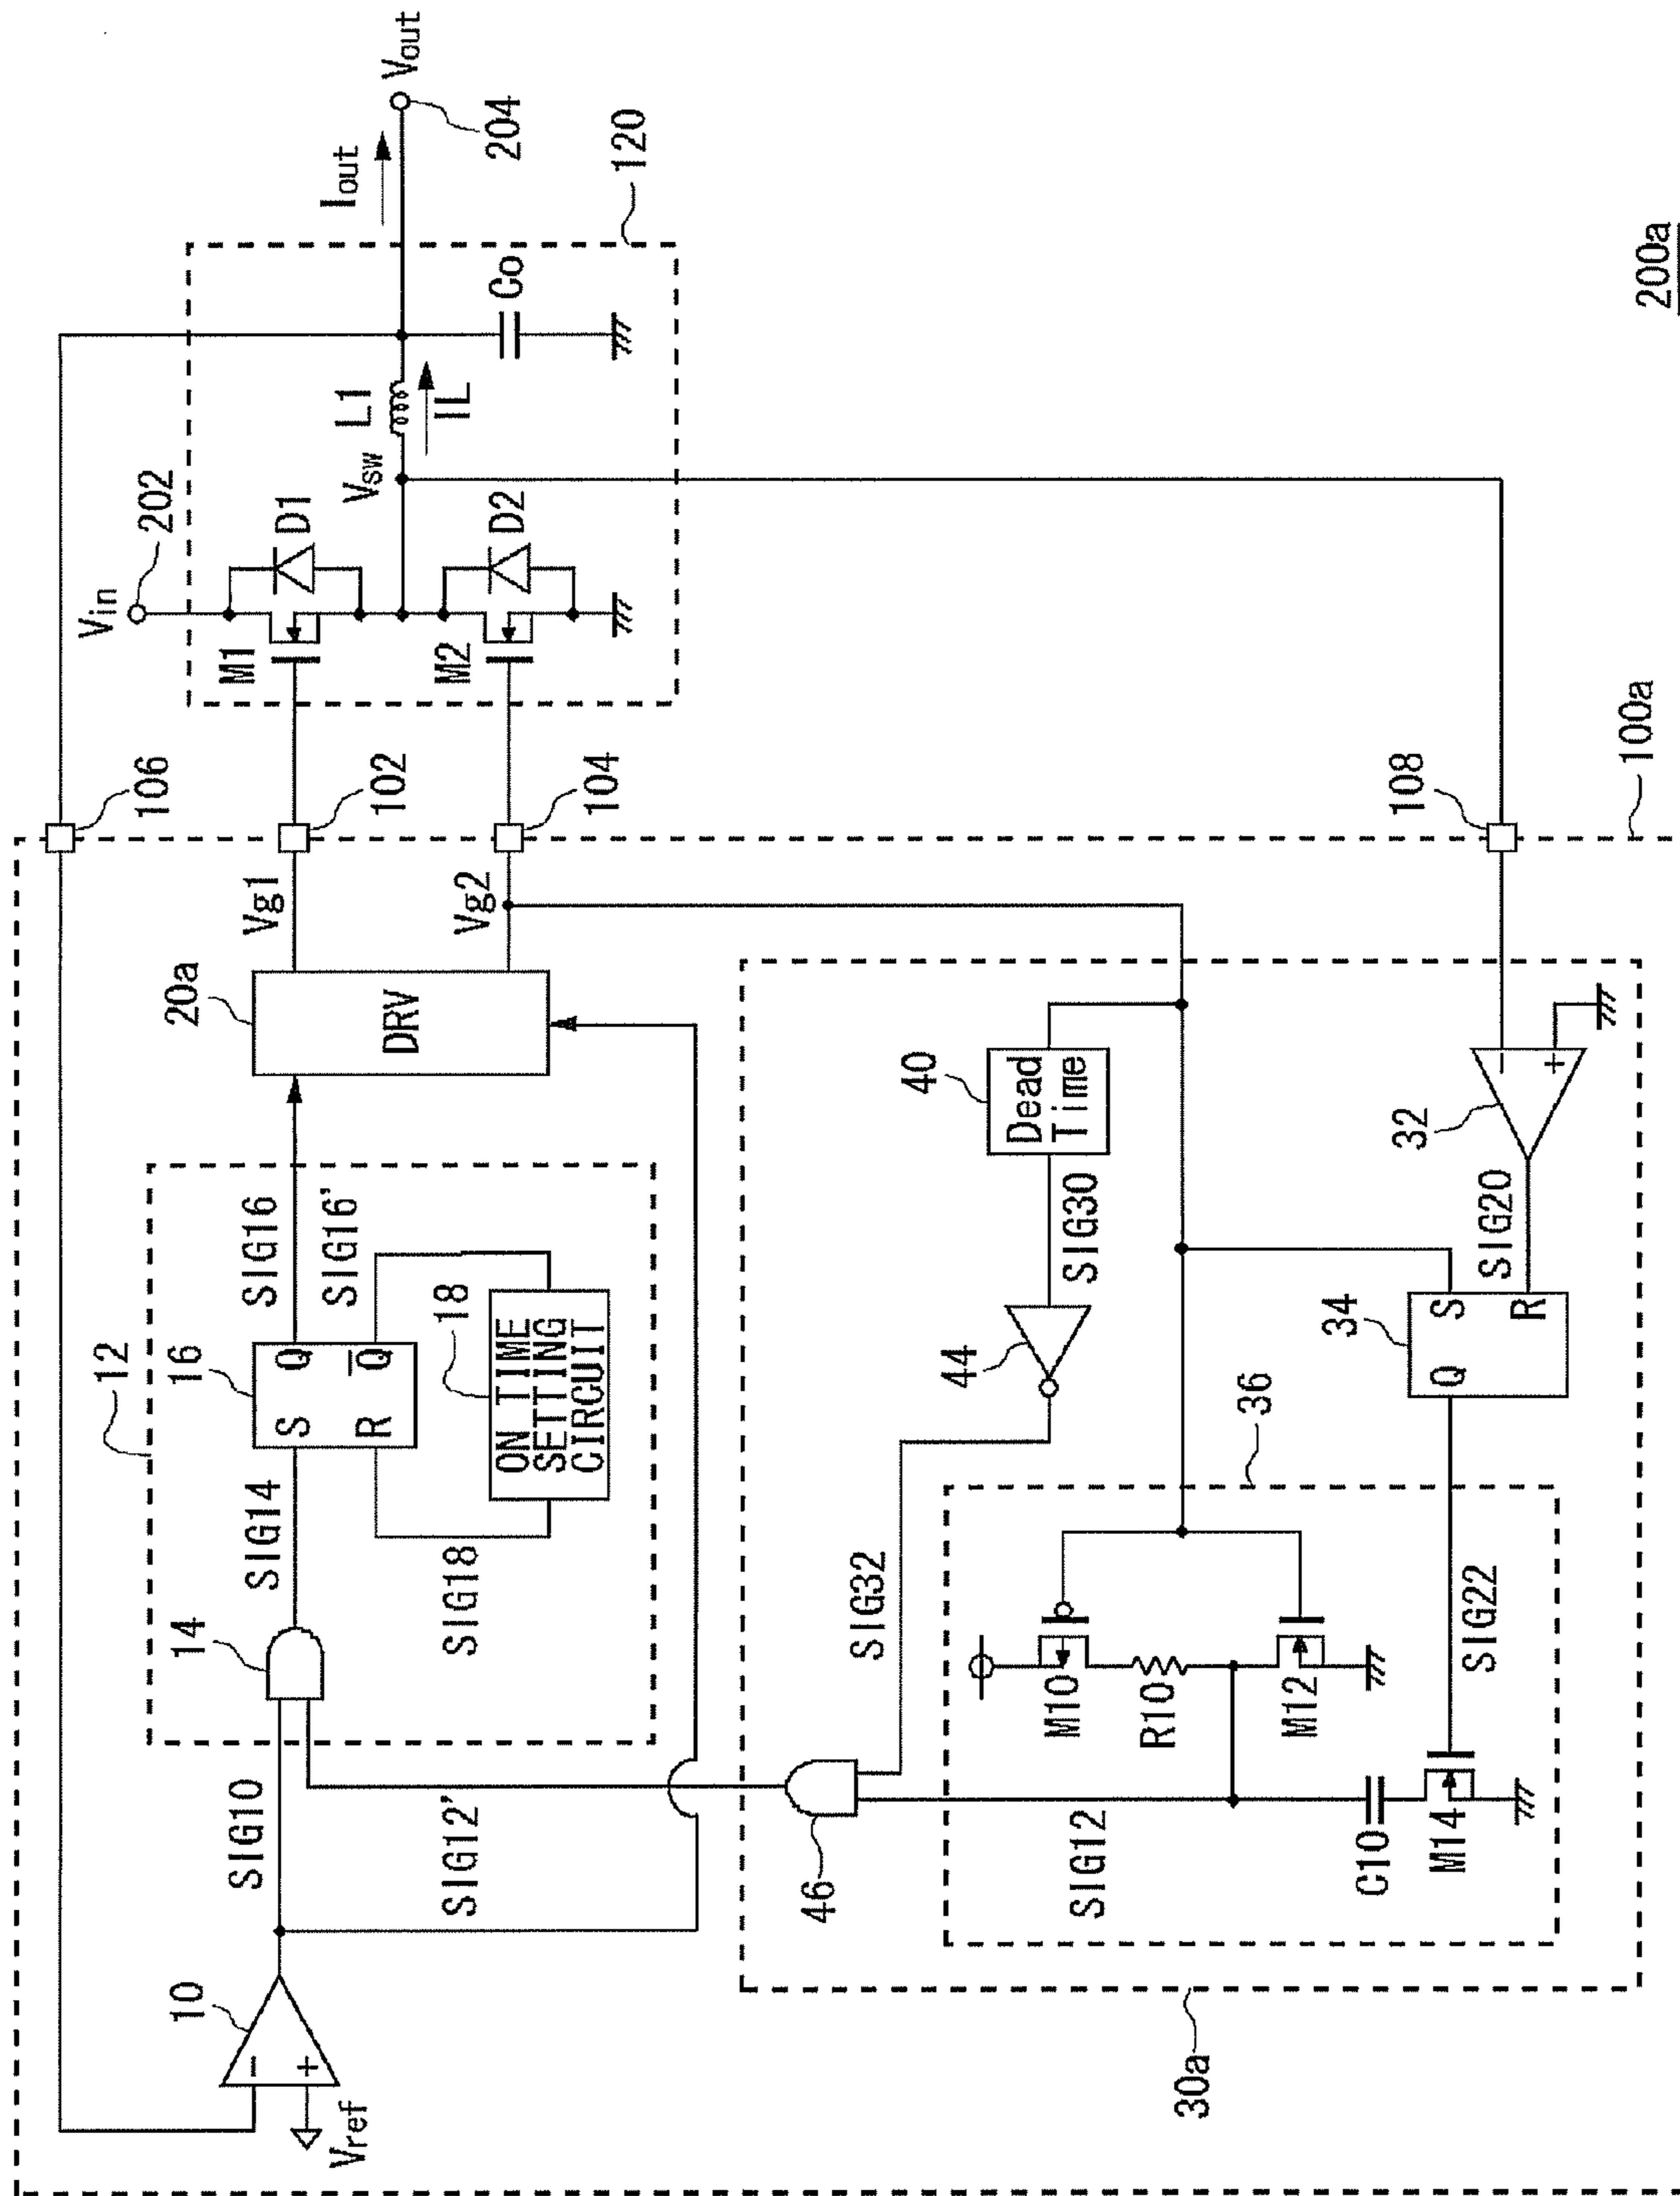 Vout
204
Iout
120
Co
L1
IL
Vsw
202
Vin
D1
D2
M1
M2
200a
106
102
104
108
100a
Vg1
Vg2
20a
DRV
40
Dead
Time
SIG30
32
-
+
SIG20
34
S
R
Q
44
36
SIG32
SIG22
M10
R10
M12
C10
M14
SIG12
46
30a
12
16
S
Q
R
Q
SIG16
SIG16'
18
ON TIME
SETTING
CIRCUIT
SIG14
SIG18
14
SIG10
SIG12'
10
-
+
Vref